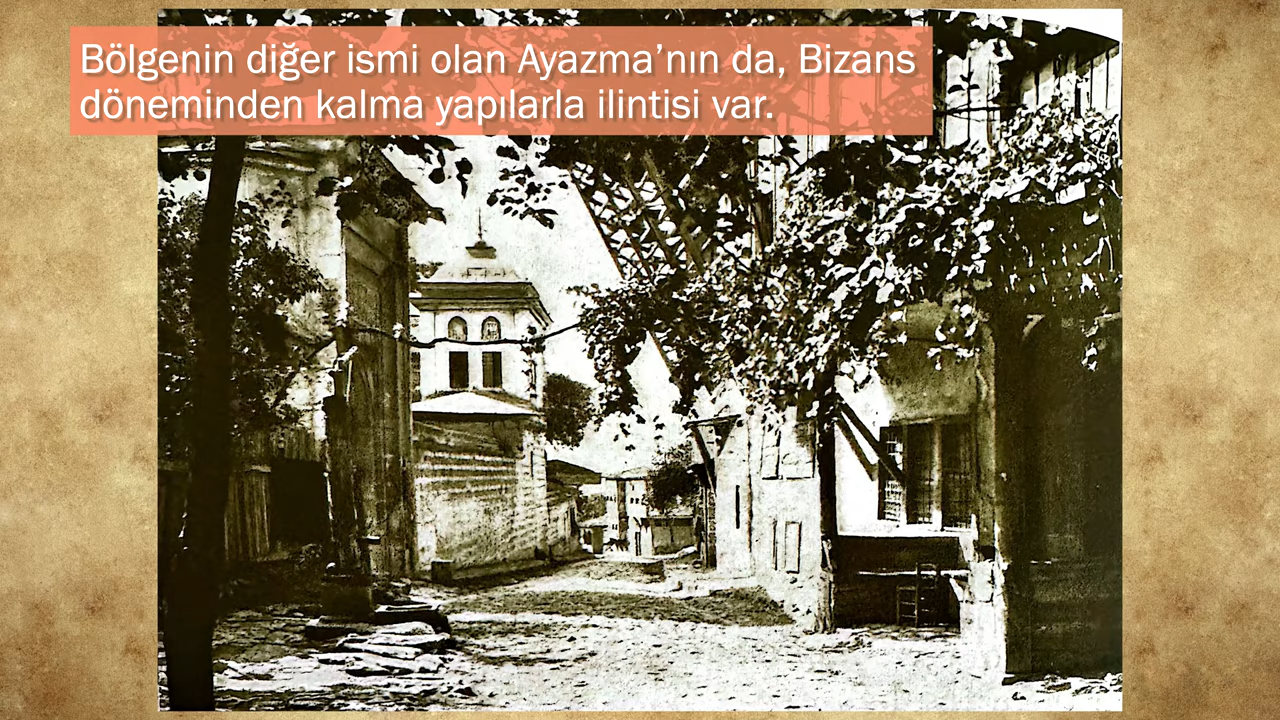 Bölgenin diğer ismi olan Ayazma’nın da, Bizans
döneminden kalma yapılarla ilintisi var.